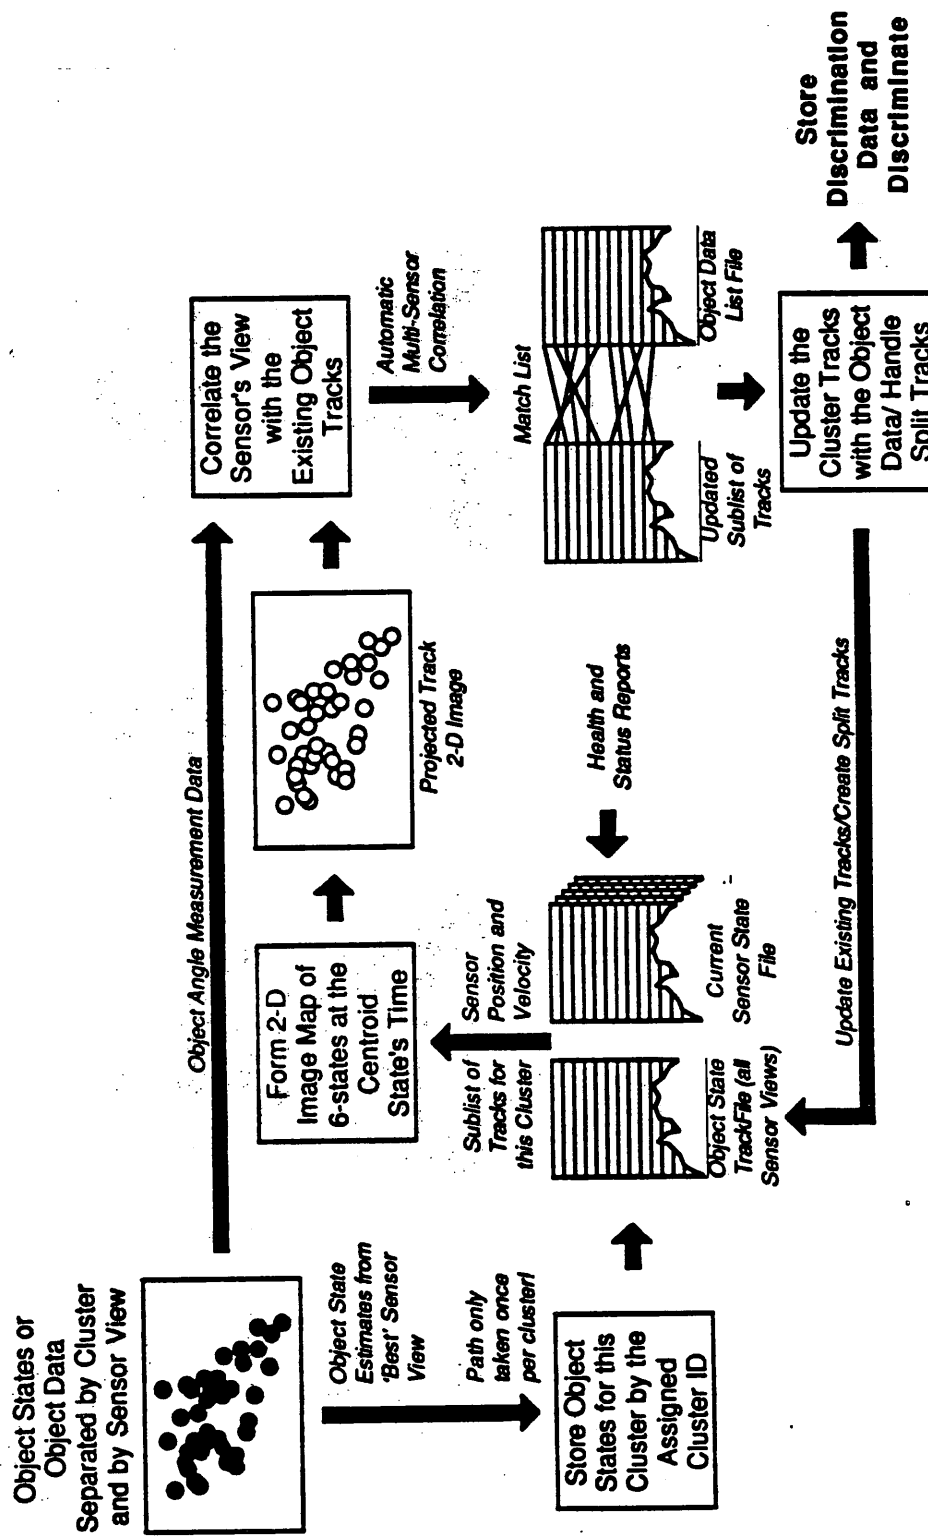 Object States or
Object Data
Separated by Cluster
and by Sensor View
Object Angle Measurement Data
Correlate the
Sensor's View
with the
Existing Object
Tracks
Form 2-D
Image Map of
6-states at the
Centroid
State's Time
Projected Track
2-D Image
Automatic
Multi-Sensor
Correlation
Object State
Estimates from
'Best' Sensor
View
Path only
taken once
per cluster!
Sublist of
Tracks for
this Cluster
Sensor
Position and
Velocity
Health and
Status Reports
Match List
Store Object
States for this
Cluster by the
Assigned
Cluster ID
Object State
TrackFile (all
Sensor Views)
Current
Sensor State
File
Updated
Sublist of
Tracks
Object Data
List File
Update Existing Tracks/Create Split Tracks
Update the
Cluster Tracks
with the Object
Data/ Handle
Split Tracks
Store
Discrimination
Data and
Discriminate